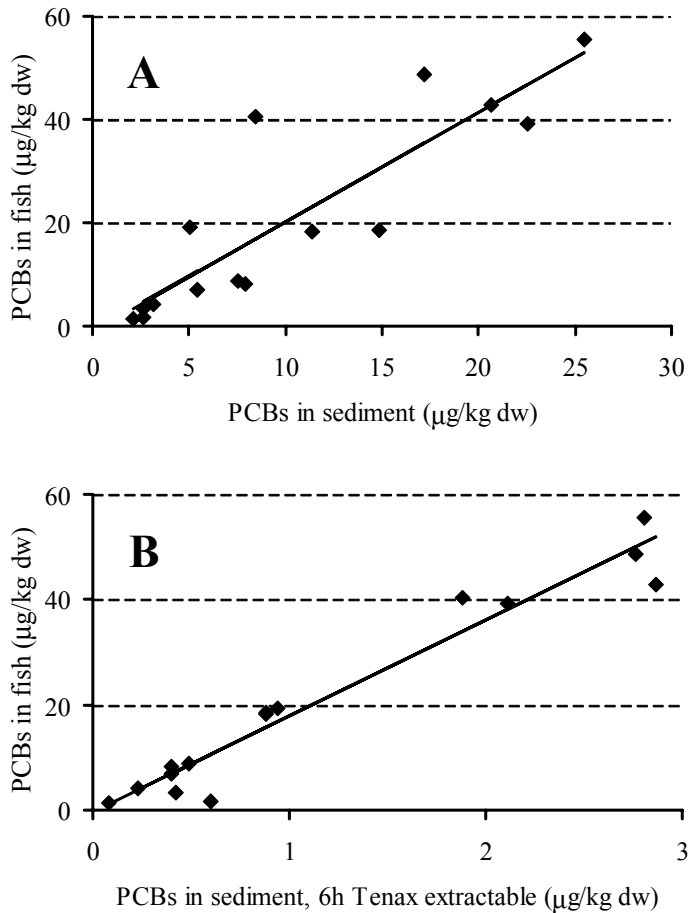 A
PCBs in fish (μg/kg dw)
60
40
20
0
0 5 10 15 20 25 30
PCBs in sediment (μg/kg dw)
B
PCBs in fish (μg/kg dw)
60
40
20
0
0 1 2 3
PCBs in sediment, 6h Tenax extractable (μg/kg dw)